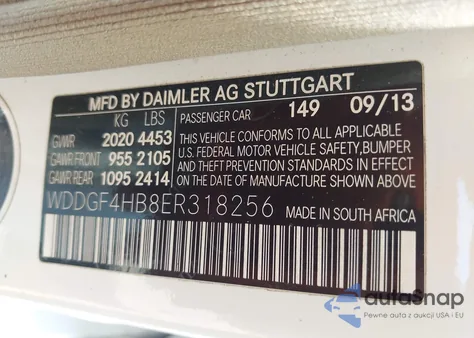 MFD BY DAIMLER AG STUTTGART
KG LBS PASSENGER CAR 149 09/13
GVWR 2020 4453
GAWR FRONT 955 2105
GAWR REAR 1095 2414
THIS VEHICLE CONFORMS TO ALL APPLICABLE
U.S. FEDERAL MOTOR VEHICLE SAFETY, BUMPER
AND THEFT PREVENTION STANDARDS IN EFFECT
ON THE DATE OF MANUFACTURE SHOWN ABOVE.
WDDGF4HB8ER318256 MADE IN SOUTH AFRICA
autosnap
Pewne auta z aukcji USA i EU